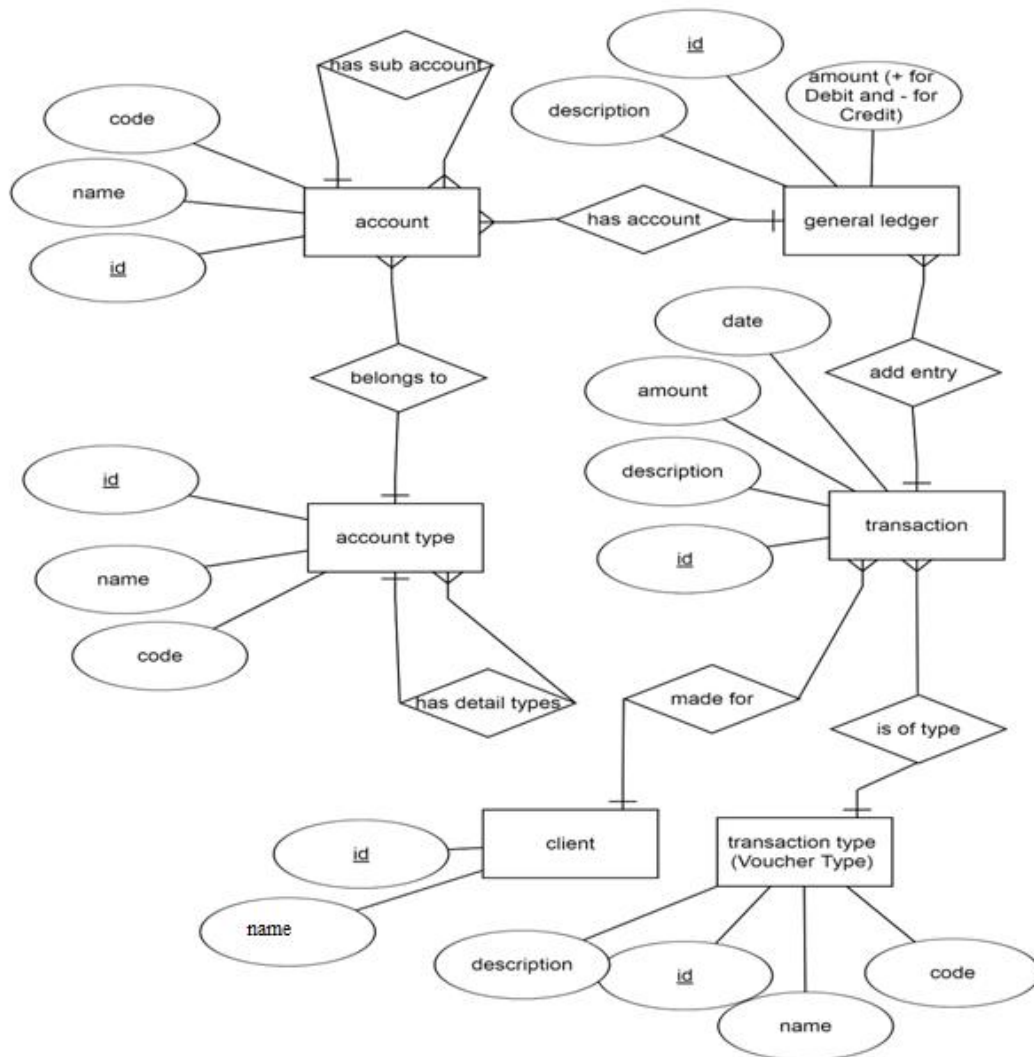 has sub account
id
amount (+ for
Debit and - for
Credit)
description
code
name
id
account
has account
general ledger
date
belongs to
add entry
amount
description
id
id
name
code
account type
transaction
has detail types
made for
is of type
client
id
name
transaction type
(Voucher Type)
description
id
name
code